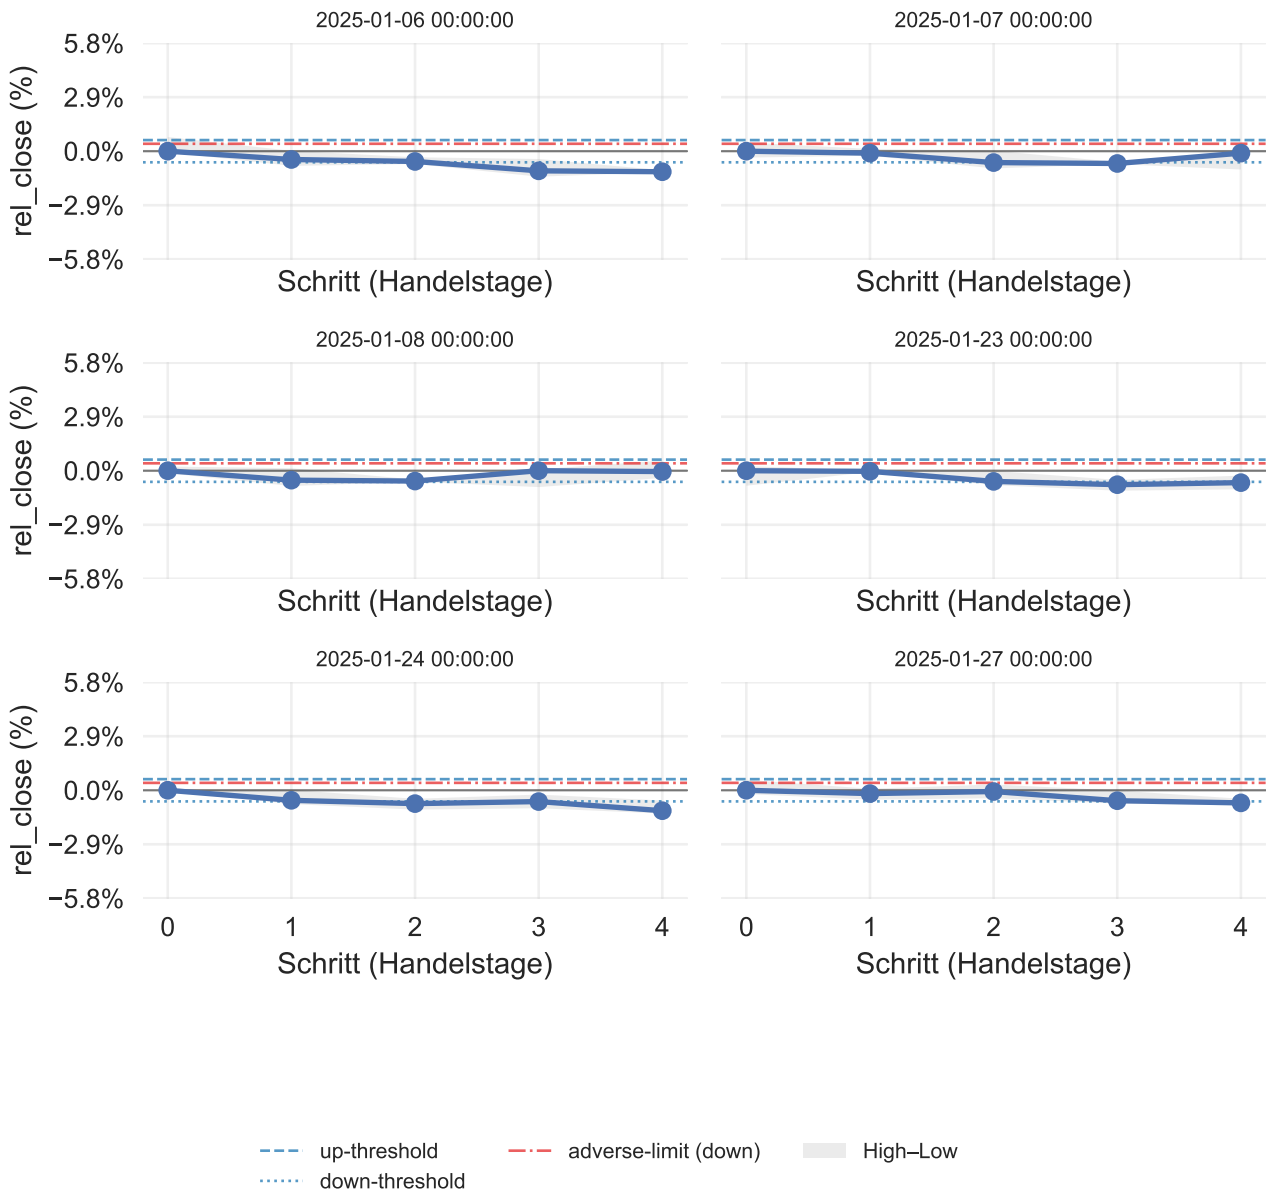 2025-01-06 00:00:00
2025-01-07 00:00:00
5.8%
2.9%
0.0%
−2.9%
−5.8%
rel_close (%)
Schritt (Handelstage)
Schritt (Handelstage)
2025-01-08 00:00:00
2025-01-23 00:00:00
5.8%
2.9%
0.0%
−2.9%
−5.8%
rel_close (%)
Schritt (Handelstage)
Schritt (Handelstage)
2025-01-24 00:00:00
2025-01-27 00:00:00
5.8%
2.9%
0.0%
−2.9%
−5.8%
rel_close (%)
0 1 2 3 4
0 1 2 3 4
Schritt (Handelstage)
Schritt (Handelstage)
up-threshold
adverse-limit (down)
High–Low
down-threshold